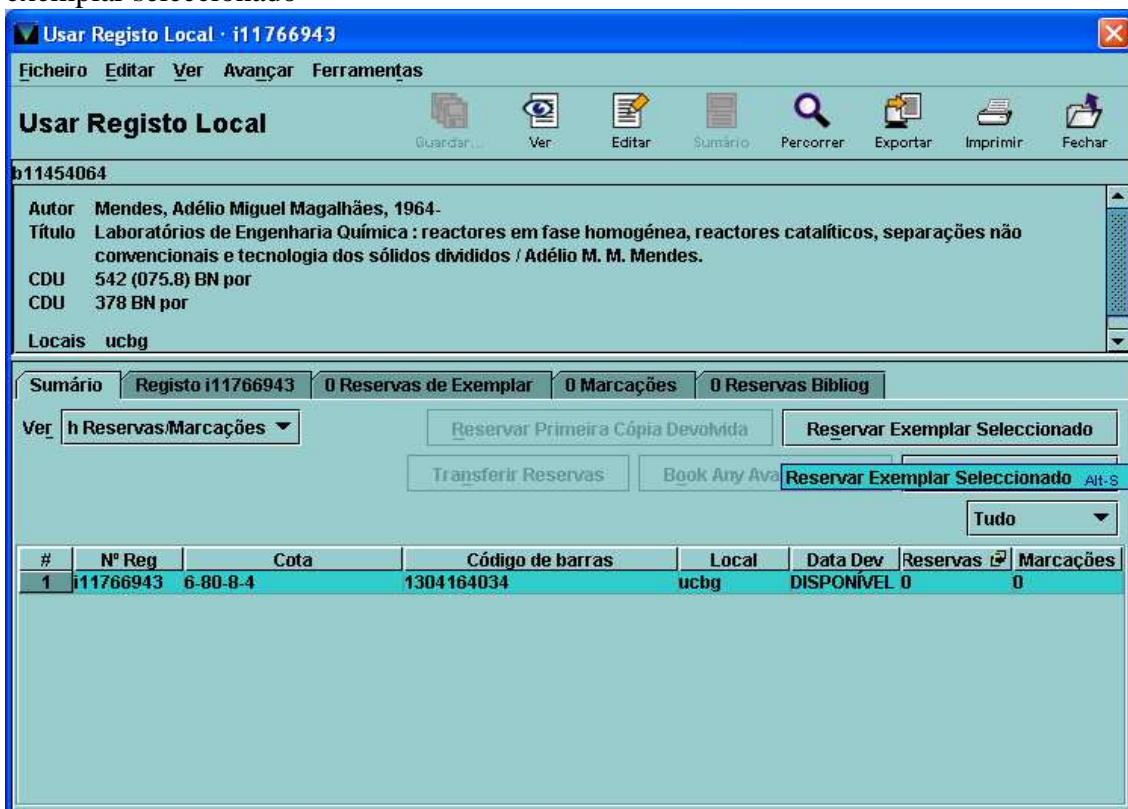 exemplar seleccionado
Usar Registo Local · i11766943
Ficheiro Editar Ver Avançar Ferramentas
Usar Registo Local
Guardar... Ver Editar Sumário Percorrer Exportar Imprimir Fechar
b11454064
Autor Mendes, Adélio Miguel Magalhães, 1964-
Título Laboratórios de Engenharia Química : reactores em fase homogénea, reactores catalíticos, separações não
convencionais e tecnologia dos sólidos divididos / Adélio M. M. Mendes.
CDU 542 (075.8) BN por
CDU 378 BN por
Locais ucbg
Sumário Registo i11766943 0 Reservas de Exemplar 0 Marcações 0 Reservas Bibliog
Ver h Reservas/Marcações Reservar Primeira Cópia Devolvida Reservar Exemplar Seleccionado
Transferir Reservas Book Any Ava
Reservar Exemplar Seleccionado Alt-S
Tudo
# Nº Reg Cota Código de barras Local Data Dev Reservas Marcações
1 i11766943 6-80-8-4 1304164034 ucbg DISPONÍVEL 0 0